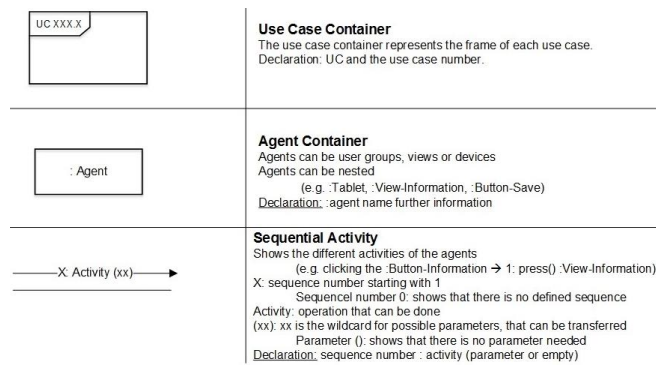 UC XXX.X
Use Case Container
The use case container represents the frame of each use case.
Declaration: UC and the use case number.
: Agent
Agent Container
Agents can be user groups, views or devices
Agents can be nested
(e.g. :Tablet, :View-Information, :Button-Save)
Declaration: :agent name further information
X: Activity (xx)
Sequential Activity
Shows the different activities of the agents
(e.g. clicking the :Button-Information → 1: press() :View-Information)
X: sequence number starting with 1
Sequencel number 0: shows that there is no defined sequence
Activity: operation that can be done
(xx): xx is the wildcard for possible parameters, that can be transferred
Parameter (): shows that there is no parameter needed
Declaration: sequence number : activity (parameter or empty)